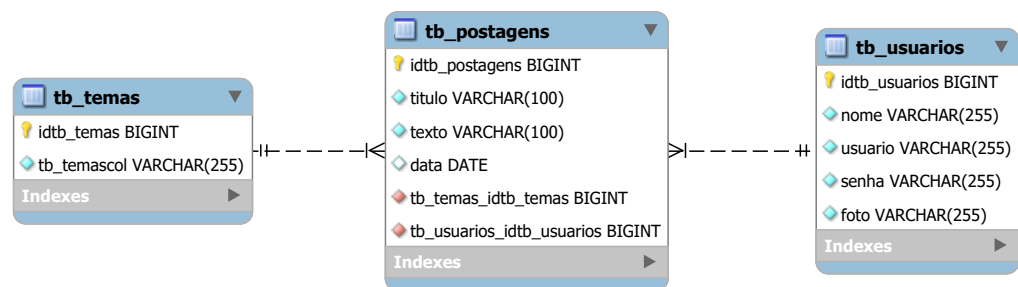 tb_temas
idtb_temas BIGINT
tb_temascol VARCHAR(255)
Indexes
tb_postagens
idtb_postagens BIGINT
titulo VARCHAR(100)
texto VARCHAR(100)
data DATE
tb_temas_idtb_temas BIGINT
tb_usuarios_idtb_usuarios BIGINT
Indexes
tb_usuarios
idtb_usuarios BIGINT
nome VARCHAR(255)
usuario VARCHAR(255)
senha VARCHAR(255)
foto VARCHAR(255)
Indexes